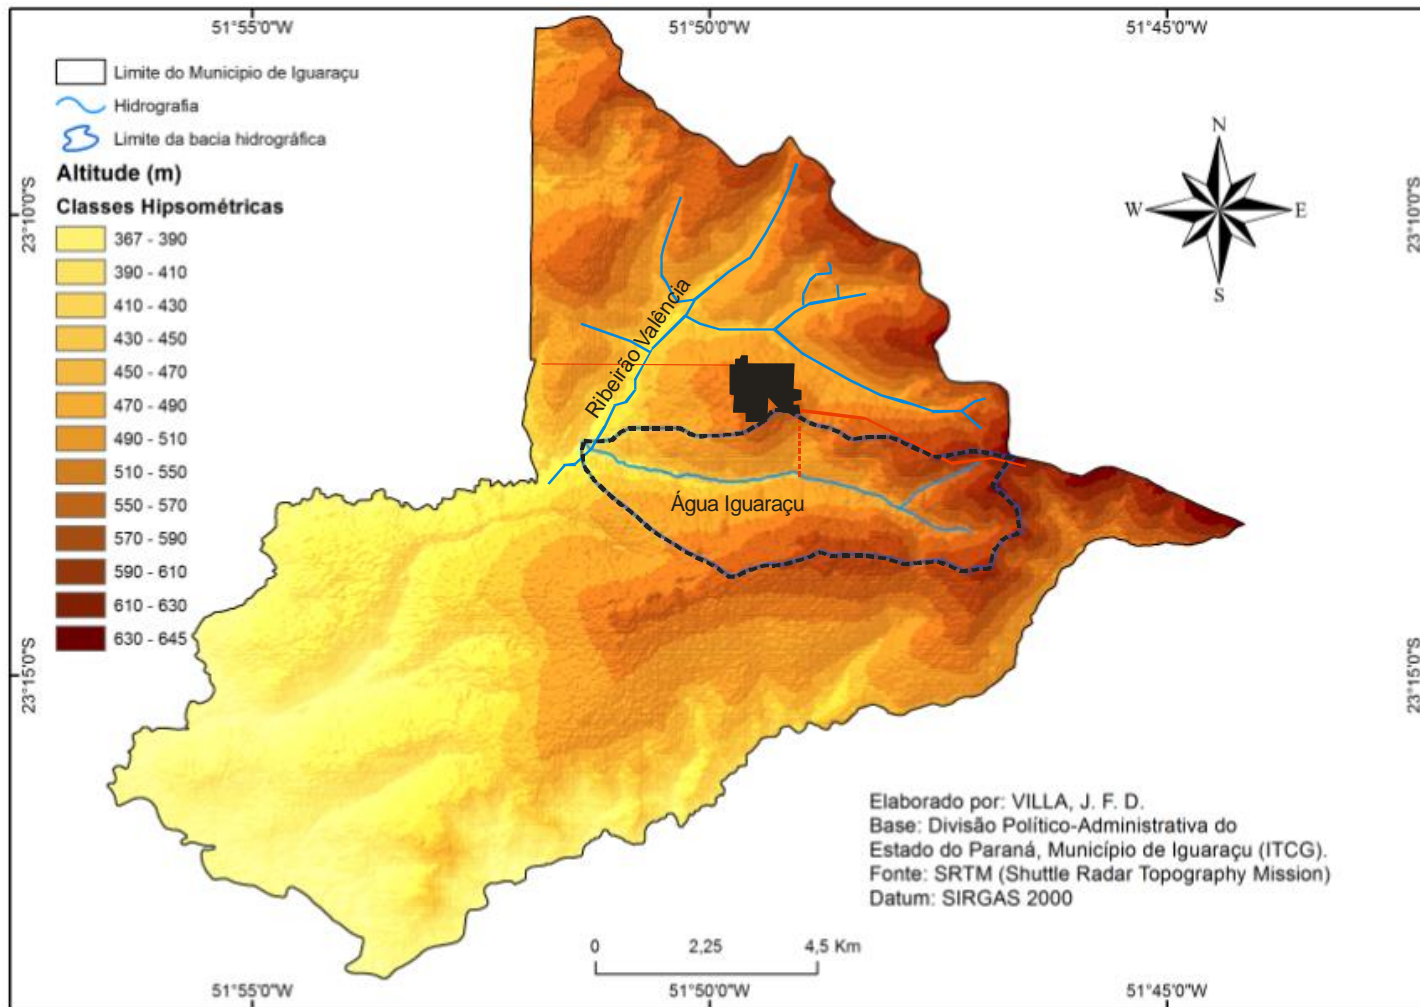 51°55'0"W
51°50'0"W
51°45'0"W
Limite do Municipio de Iguaraçu
Hidrografia
Limite da bacia hidrográfica
Altitude (m)
Classes Hipsométricas
367 - 390
390 - 410
410 - 430
430 - 450
450 - 470
470 - 490
490 - 510
510 - 550
550 - 570
570 - 590
590 - 610
610 - 630
630 - 645
23°10'0"S
23°15'0"S
N
W
E
S
23°10'0"S
23°15'0"S
Ribeirão Valência
Água Iguaraçu
Elaborado por: VILLA, J. F. D.
Base: Divisão Político-Administrativa do
Estado do Paraná, Município de Iguaraçu (ITCG).
Fonte: SRTM (Shuttle Radar Topography Mission)
Datum: SIRGAS 2000
0
2,25
4,5 Km
51°55'0"W
51°50'0"W
51°45'0"W